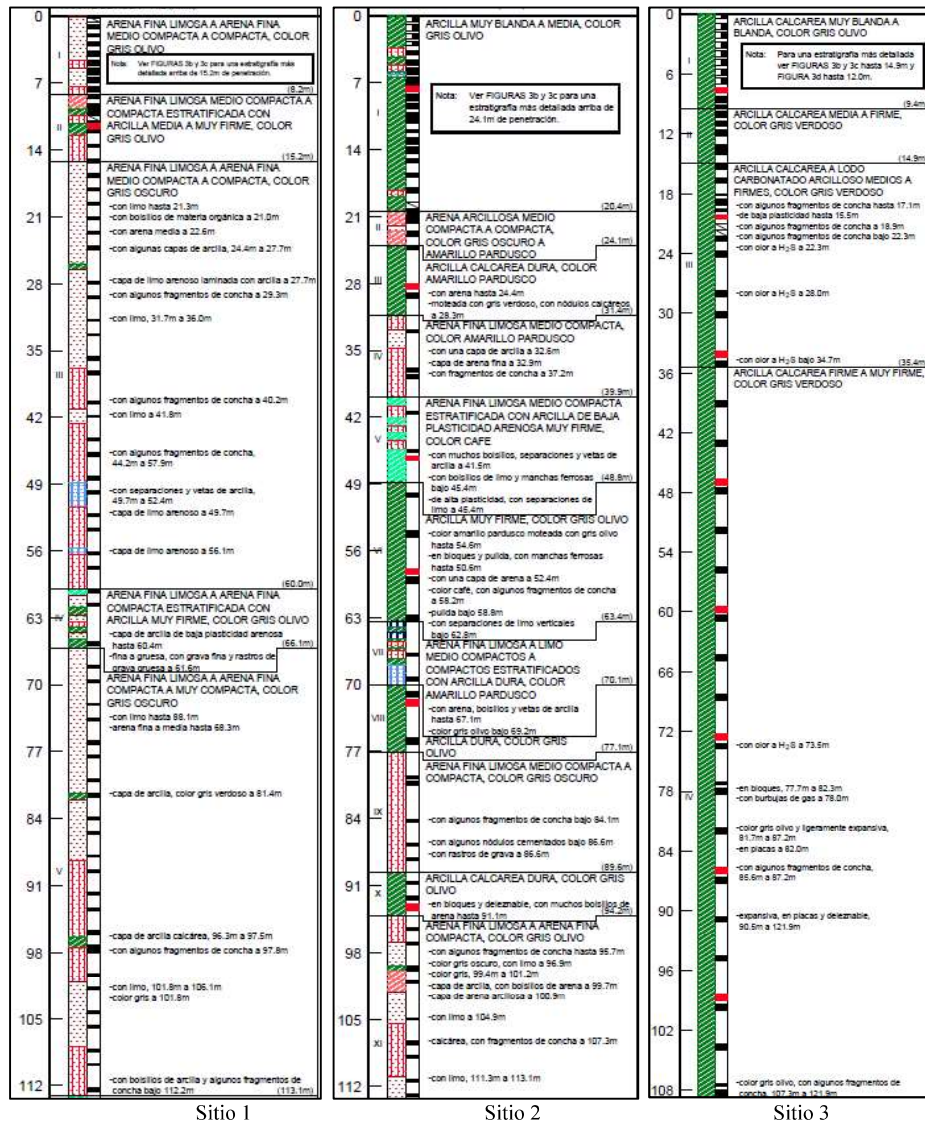 0
7
14
21
28
35
42
49
56
63
70
77
84
91
98
105
112
I
II
III
IV
V
ARENA FINA LIMOSA A ARENA FINA
MEDIO COMPACTA A COMPACTA, COLOR
GRIS OLIVO
Nota: Ver FIGURAS 3b y 3c para una estratigrafía más
detallada arriba de 15.2m de penetración.
(8.2m)
ARENA FINA LIMOSA MEDIO COMPACTA A
COMPACTA ESTRATIFICADA CON
ARCILLA MEDIA A MUY FIRME, COLOR
GRIS OLIVO
(15.2m)
ARENA FINA LIMOSA A ARENA FINA
MEDIO COMPACTA A COMPACTA, COLOR
GRIS OSCURO
-con limo hasta 21.3m
-con bolsillos de materia orgánica a 21.0m
-con arena media a 22.6m
-con algunas capas de arcilla, 24.4m a 27.7m
-capa de limo arenoso laminada con arcilla a 27.7m
-con algunos fragmentos de concha a 29.3m
-con limo, 31.7m a 36.0m
-con algunos fragmentos de concha a 40.2m
-con limo a 41.8m
-con algunos fragmentos de concha,
44.2m a 57.9m
-con separaciones y vetas de arcilla,
49.7m a 52.4m
-capa de limo arenoso a 49.7m
-capa de limo arenoso a 56.1m
(60.0m)
ARENA FINA LIMOSA A ARENA FINA
COMPACTA ESTRATIFICADA CON
ARCILLA MUY FIRME, COLOR GRIS OLIVO
-capa de arcilla de baja plasticidad arenosa
hasta 60.4m
(66.1m)
-fina a gruesa, con grava fina y rastros de
grava gruesa a 61.6m
ARENA FINA LIMOSA A ARENA FINA
COMPACTA A MUY COMPACTA, COLOR
GRIS OSCURO
-con limo hasta 88.1m
-arena fina a media hasta 68.3m
-capa de arcilla, color gris verdoso a 81.4m
-capa de arcilla calcárea, 96.3m a 97.5m
-con algunos fragmentos de concha a 97.8m
-con limo, 101.8m a 106.1m
-color gris a 101.8m
-con bolsillos de arcilla y algunos fragmentos de
concha bajo 112.2m
(113.1m)
Sitio 1
0
7
14
21
28
35
42
49
56
63
70
77
84
91
98
105
112
I
II
III
IV
V
VI
VII
VIII
IX
X
XI
ARCILLA MUY BLANDA A MEDIA, COLOR
GRIS OLIVO
Nota: Ver FIGURAS 3b y 3c para una
estratigrafía más detallada arriba de
24.1m de penetración.
(20.4m)
ARENA ARCILLOSA MEDIO
COMPACTA A COMPACTA,
COLOR GRIS OSCURO A
AMARILLO PARDUSCO
(24.1m)
ARCILLA CALCAREA DURA, COLOR
AMARILLO PARDUSCO
-con arena hasta 24.4m
-moteada con gris verdoso, con nódulos calcáreos
a 28.3m
(31.4m)
ARENA FINA LIMOSA MEDIO COMPACTA,
COLOR AMARILLO PARDUSCO
-con una capa de arcilla a 32.6m
-capa de arena fina a 32.9m
-con fragmentos de concha a 37.2m
(39.9m)
ARENA FINA LIMOSA MEDIO COMPACTA
ESTRATIFICADA CON ARCILLA DE BAJA
PLASTICIDAD ARENOSA MUY FIRME,
COLOR CAFE
-con muchos bolsillos, separaciones y vetas de
arcilla a 41.5m
-con bolsillos de limo y manchas ferrosas
bajo 45.4m
(48.8m)
-de alta plasticidad, con separaciones de
limo a 45.4m
ARCILLA MUY FIRME, COLOR GRIS OLIVO
-color amarillo pardusco moteada con gris olivo
hasta 54.6m
-en bloques y pulida, con manchas ferrosas
hasta 50.6m
-con una capa de arena a 52.4m
-color café, con algunos fragmentos de concha
a 58.2m
-pulida bajo 58.8m
(63.4m)
-con separaciones de limo verticales
bajo 62.8m
ARENA FINA LIMOSA A LIMO
MEDIO COMPACTOS A
COMPACTOS ESTRATIFICADOS
CON ARCILLA DURA, COLOR
AMARILLO PARDUSCO
(70.1m)
-con arena, bolsillos y vetas de arcilla
hasta 67.1m
-color gris olivo bajo 69.2m
ARCILLA DURA, COLOR GRIS
OLIVO
(77.1m)
ARENA FINA LIMOSA MEDIO COMPACTA A
COMPACTA, COLOR GRIS OSCURO
-con algunos fragmentos de concha bajo 84.1m
-con algunos nódulos cementados bajo 86.6m
-con rastros de grava a 86.6m
(89.6m)
ARCILLA CALCAREA DURA, COLOR GRIS
OLIVO
-en bloques y deleznable, con muchos bolsillos de
arena hasta 91.1m
(94.2m)
ARENA FINA LIMOSA A ARENA FINA
COMPACTA, COLOR GRIS OLIVO
-con algunos fragmentos de concha hasta 95.7m
-color gris oscuro, con limo a 96.9m
-color gris, 99.4m a 101.2m
-capa de arcilla, con bolsillos de arena a 99.7m
-capa de arena arcillosa a 100.9m
-con limo a 104.9m
-calcárea, con fragmentos de concha a 107.3m
-con limo, 111.3m a 113.1m
Sitio 2
0
6
12
18
24
30
36
42
48
54
60
66
72
78
84
90
96
102
108
I
II
III
IV
ARCILLA CALCAREA MUY BLANDA A
BLANDA, COLOR GRIS OLIVO
Nota: Para una estratigrafía más detallada
ver FIGURAS 3b y 3c hasta 14.9m y
FIGURA 3d hasta 12.0m.
(9.4m)
ARCILLA CALCAREA MEDIA A FIRME,
COLOR GRIS VERDOSO
(14.9m)
ARCILLA CALCAREA A LODO
CARBONATADO ARCILLOSO MEDIOS A
FIRMES, COLOR GRIS VERDOSO
-con algunos fragmentos de concha hasta 17.1m
-de baja plasticidad hasta 15.5m
-con algunos fragmentos de concha a 18.9m
-con algunos fragmentos de concha bajo 22.3m
-con olor a H₂S a 22.3m
-con olor a H₂S a 28.0m
-con olor a H₂S bajo 34.7m
(35.4m)
ARCILLA CALCAREA FIRME A MUY FIRME,
COLOR GRIS VERDOSO
-con olor a H₂S a 73.5m
-en bloques, 77.7m a 82.3m
-con burbujas de gas a 78.0m
-color gris olivo y ligeramente expansiva,
81.7m a 87.2m
-en placas a 82.0m
-con algunos fragmentos de concha,
85.6m a 87.2m
-expansiva, en placas y deleznable,
90.5m a 121.9m
-color gris olivo, con algunos fragmentos de
concha, 107.3m a 121.9m
Sitio 3